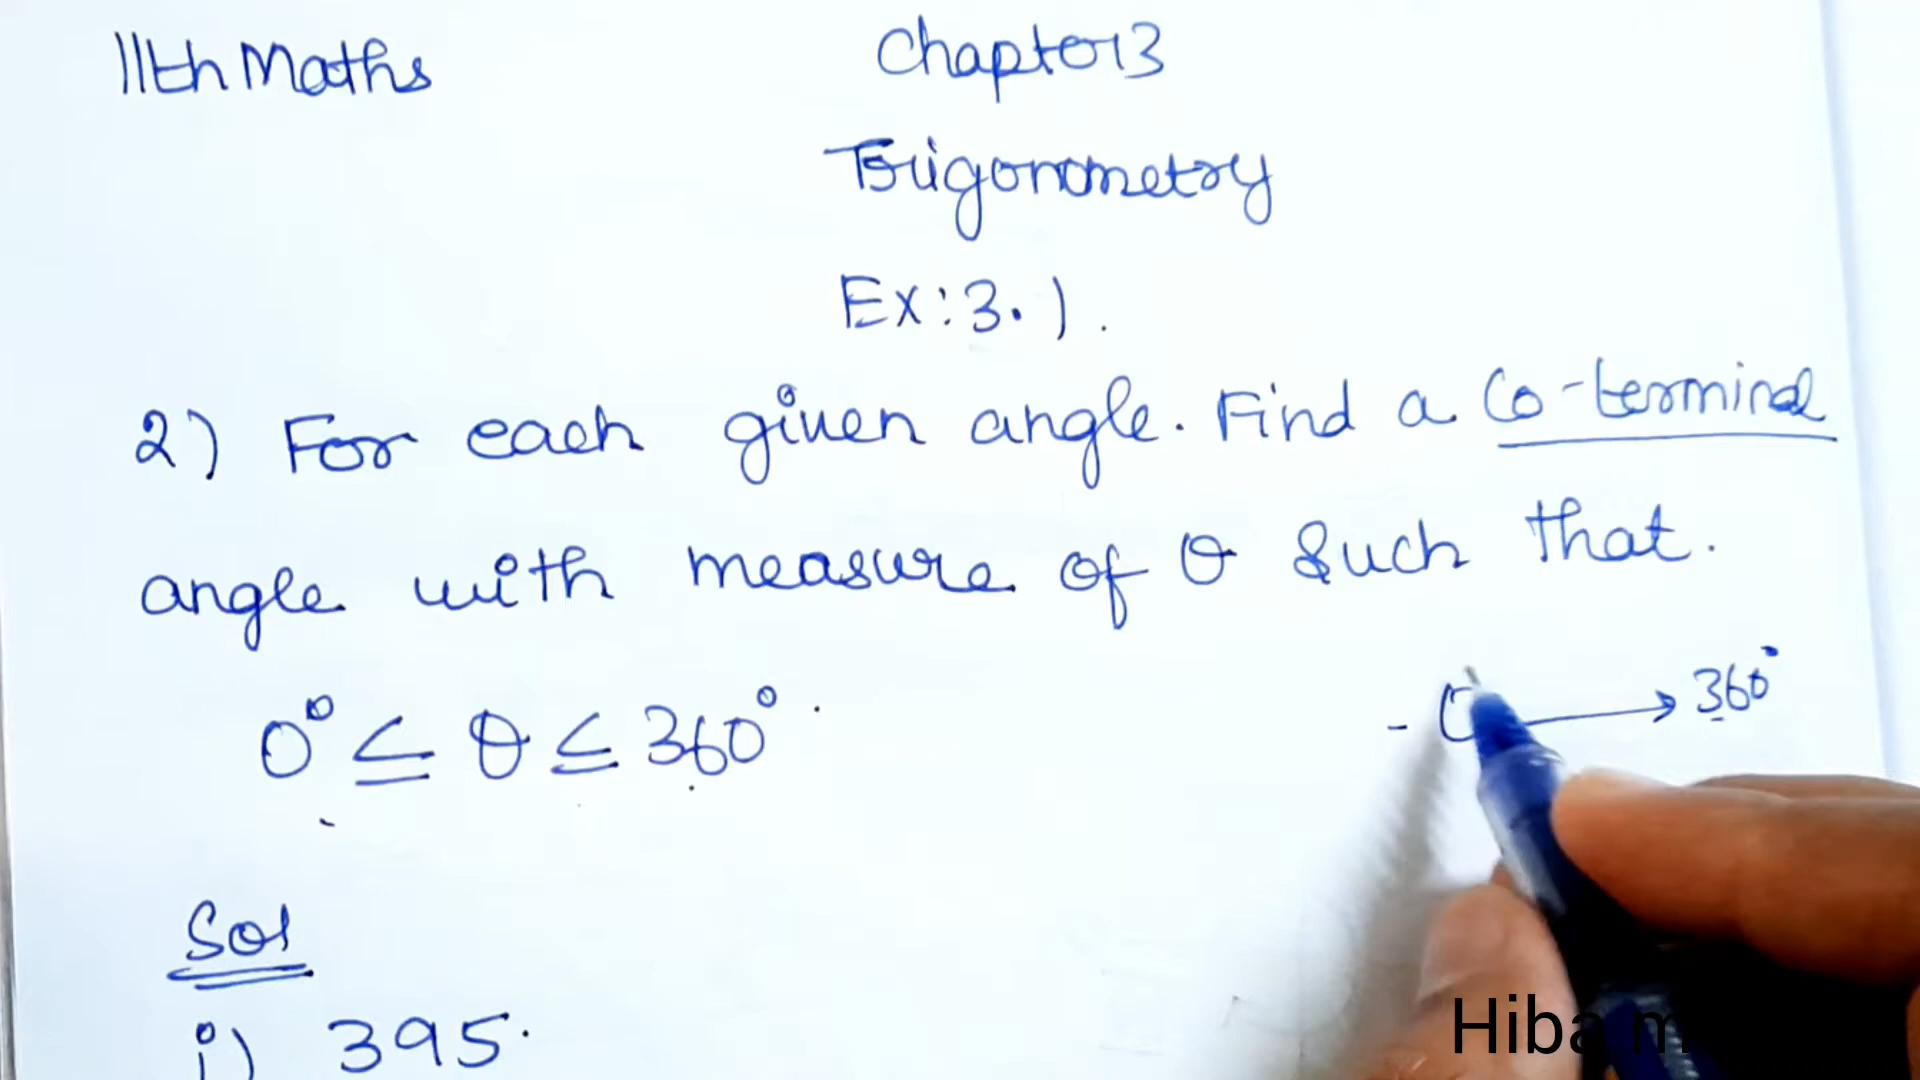 11th Maths
Chapter 3
Trigonometry
Ex: 3.1.
2) For each given angle. Find a Co-terminal
angle with measure of θ Such that.
0° ≤ θ ≤ 360°.
- 0 → 360°
Sol
i) 395°
Hiba m